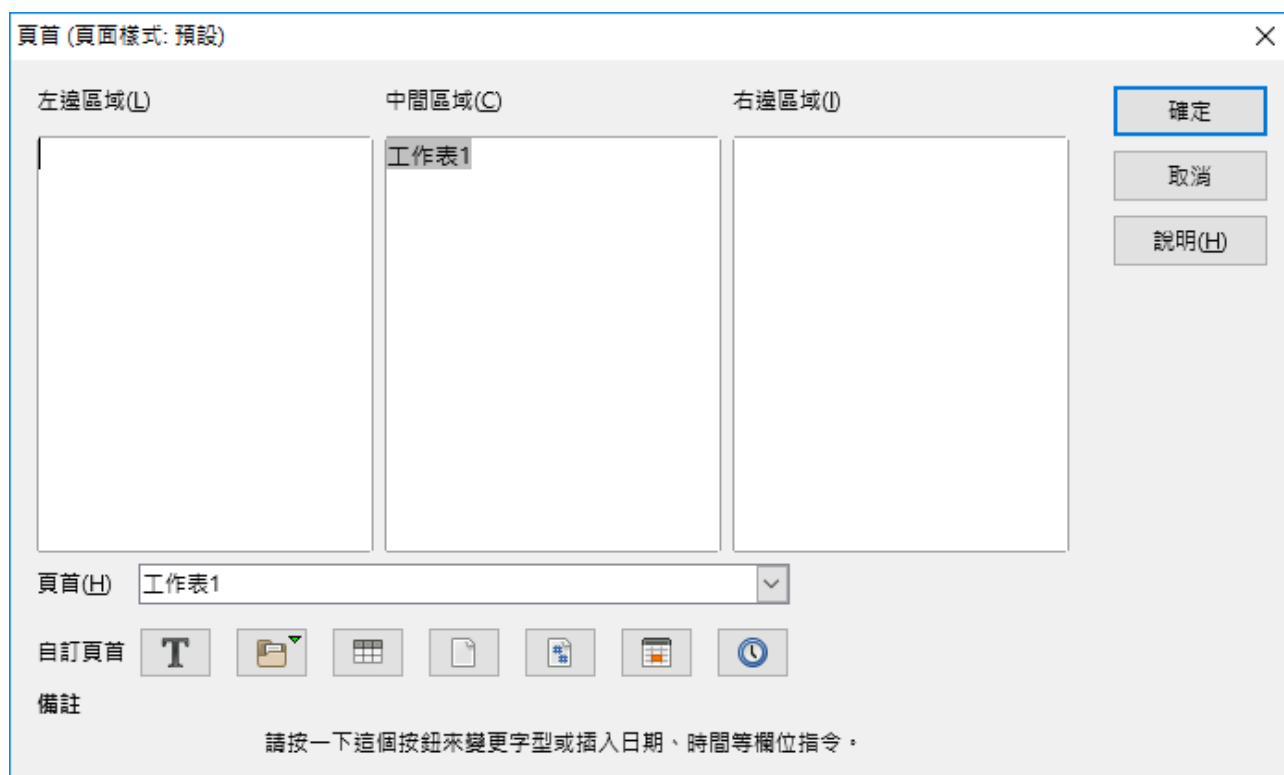 頁首 (頁面樣式: 預設)
左邊區域(L) 中間區域(C) 右邊區域(I)
工作表1
確定
取消
說明(H)
頁首(H) 工作表1
自訂頁首
備註
請按一下這個按鈕來變更字型或插入日期、時間等欄位指令。